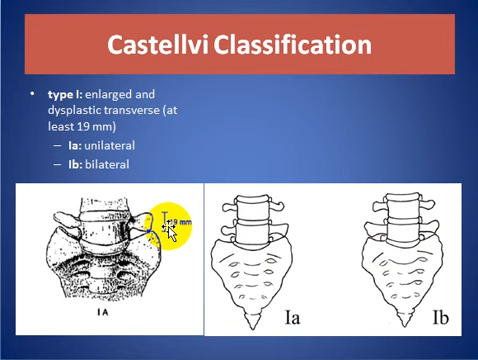 Castellvi Classification
• type I: enlarged and
dysplastic transverse (at
least 19 mm)
– Ia: unilateral
– Ib: bilateral
19 mm
I A
Ia
Ib